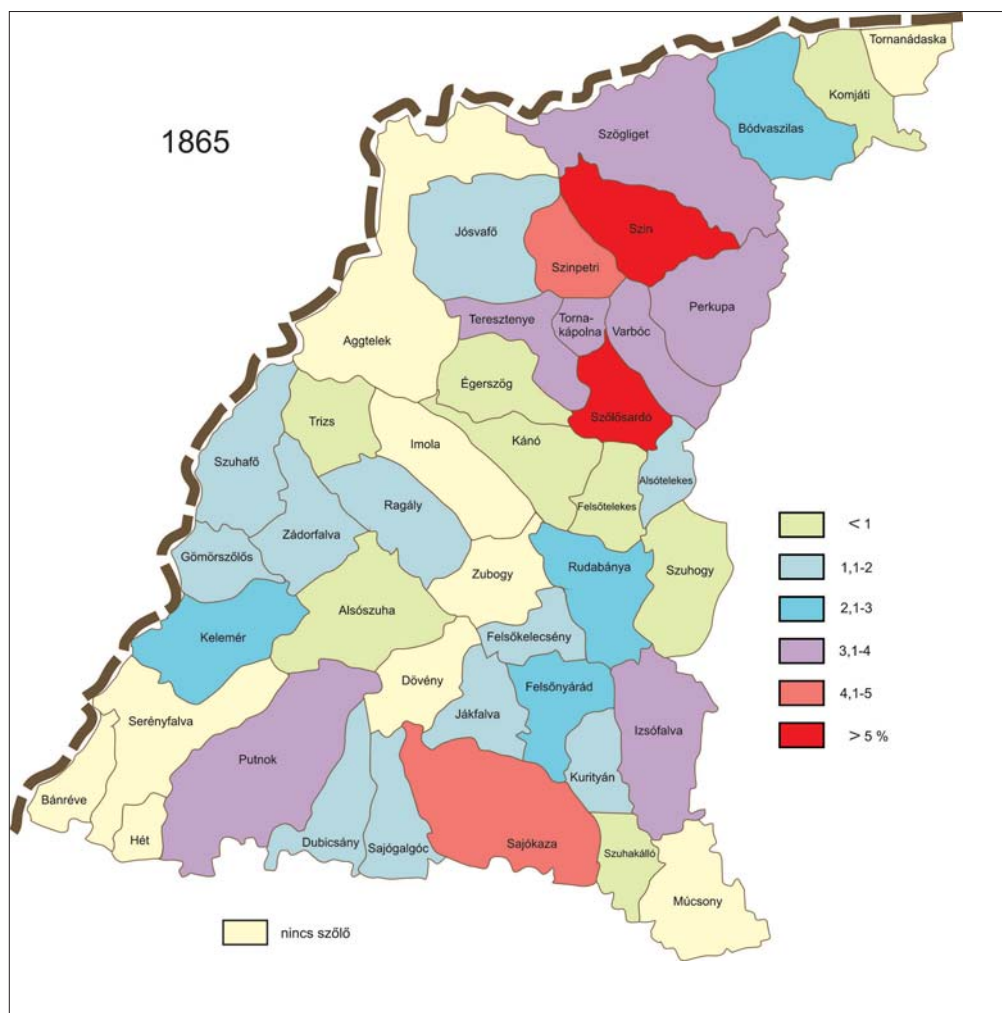 Tornanádaska
Komjáti
Bódvaszilas
1865
Szögliget
Jósvafő
Szin
Szinpetri
Perkupa
Teresztenye
Torna-
kápolna
Varbóc
Aggtelek
Égerszög
Szőlősardó
Trizs
Imola
Kánó
Szuhafő
Alsótelekes
Ragály
Felsőtelekes
Zádorfalva
Gömörszőlős
Zubogy
Rudabánya
Szuhogy
Alsószuha
Kelemér
Felsőkelecsény
Dövény
Felsőnyárád
Serényfalva
Jákfalva
Izsófalva
Putnok
Kurityán
Bánréve
Hét
Dubicsány
Sajógalgóc
Sajókaza
Szuhakálló
Múcsony
< 1
1,1-2
2,1-3
3,1-4
4,1-5
> 5 %
nincs szőlő